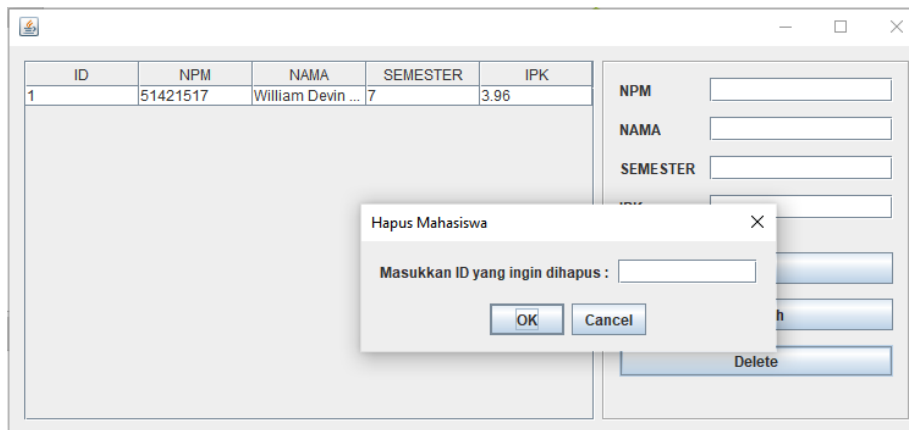 ID NPM NAMA SEMESTER IPK
1 51421517 William Devin ... 7 3.96
NPM
NAMA
SEMESTER
Hapus Mahasiswa
Masukkan ID yang ingin dihapus :
OK Cancel
Delete